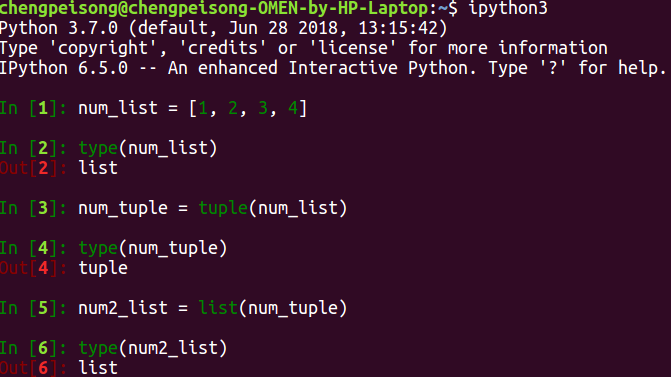 chengpeisong@chengpeisong-OMEN-by-HP-Laptop:~$ ipython3
Python 3.7.0 (default, Jun 28 2018, 13:15:42)
Type 'copyright', 'credits' or 'license' for more information
IPython 6.5.0 -- An enhanced Interactive Python. Type '?' for help.
In [1]: num_list = [1, 2, 3, 4]
In [2]: type(num_list)
Out[2]: list
In [3]: num_tuple = tuple(num_list)
In [4]: type(num_tuple)
Out[4]: tuple
In [5]: num2_list = list(num_tuple)
In [6]: type(num2_list)
Out[6]: list